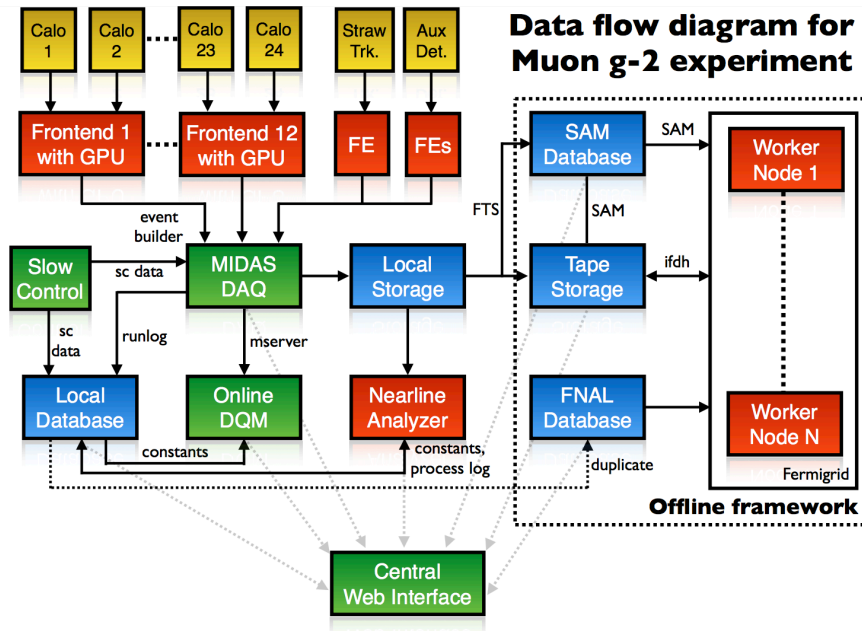 Data flow diagram for
Muon g-2 experiment
Calo
1
Calo
2
Calo
23
Calo
24
Straw
Trk.
Aux
Det.
Frontend 1
with GPU
Frontend 12
with GPU
FE
FEs
SAM
Database
SAM
Worker
Node 1
event
builder
FTS
SAM
Slow
Control
sc data
MIDAS
DAQ
Local
Storage
Tape
Storage
ifdh
sc
data
runlog
mserver
Local
Database
Online
DQM
Nearline
Analyzer
FNAL
Database
Worker
Node N
constants
constants,
process log
duplicate
Fermigrid
Offline framework
Central
Web Interface